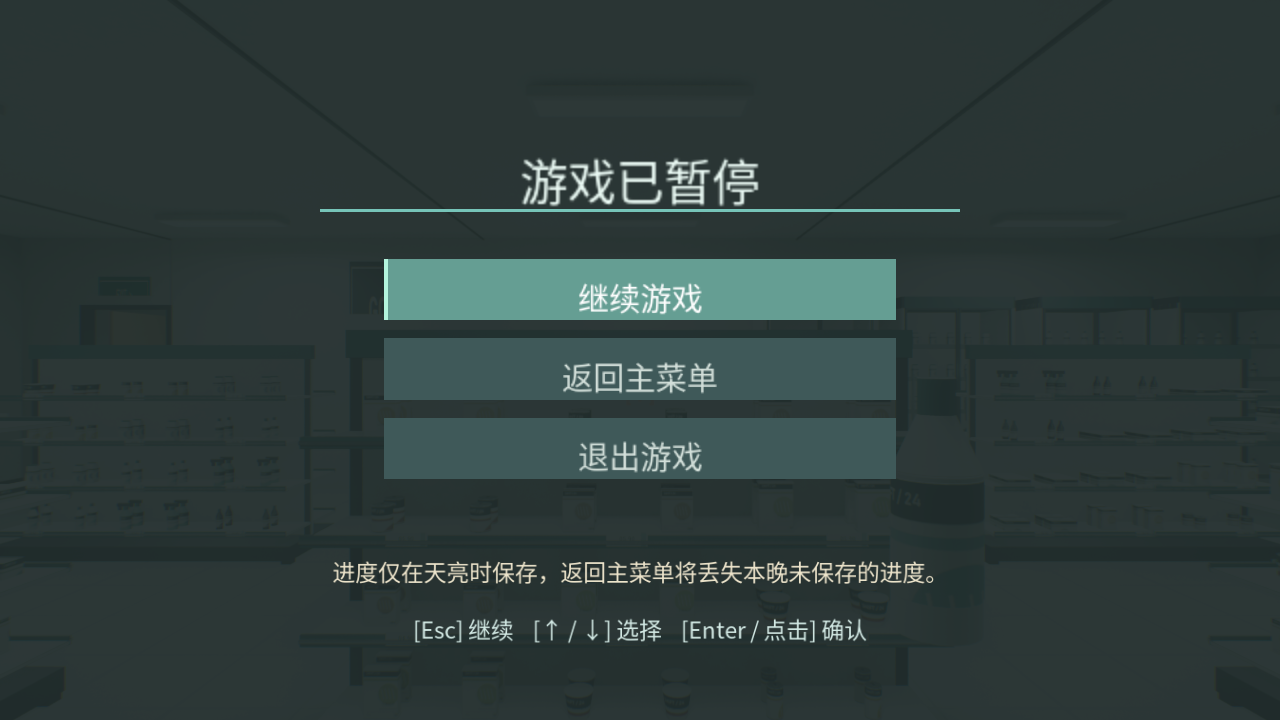 游戏已暂停
继续游戏
返回主菜单
退出游戏
进度仅在天亮时保存，返回主菜单将丢失本晚未保存的进度。
[Esc] 继续 [↑ / ↓] 选择 [Enter / 点击] 确认